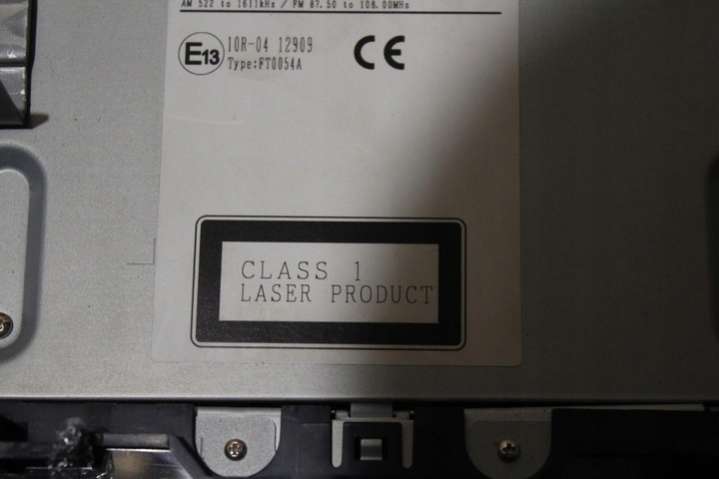 AM 522 to 1611kHz / FM 87.50 to 108.00MHz
E13
10R-04 12909
Type:FT0054A
CE
CLASS 1
LASER PRODUCT